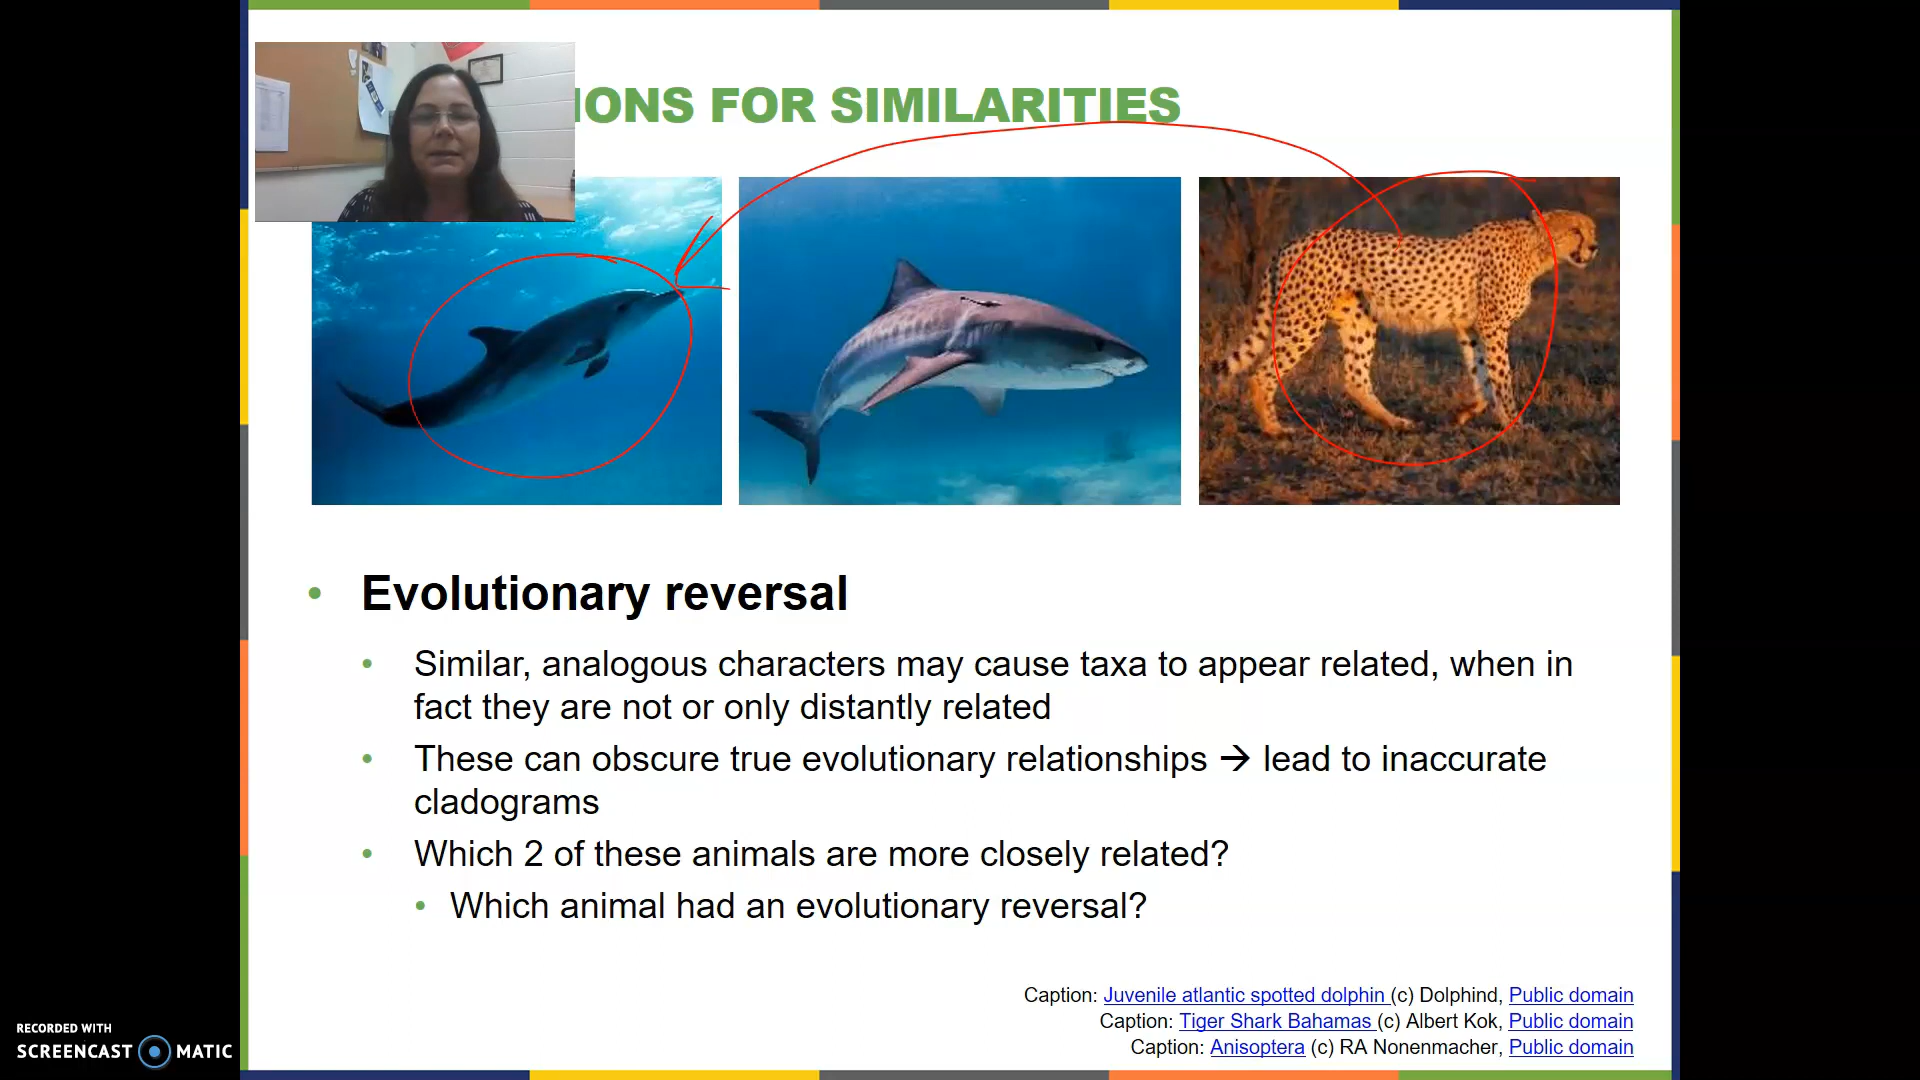 IONS FOR SIMILARITIES
• Evolutionary reversal
• Similar, analogous characters may cause taxa to appear related, when in
fact they are not or only distantly related
• These can obscure true evolutionary relationships → lead to inaccurate
cladograms
• Which 2 of these animals are more closely related?
• Which animal had an evolutionary reversal?
Caption: Juvenile atlantic spotted dolphin (c) Dolphind, Public domain
Caption: Tiger Shark Bahamas (c) Albert Kok, Public domain
Caption: Anisoptera (c) RA Nonenmacher, Public domain
RECORDED WITH
SCREENCAST MATIC